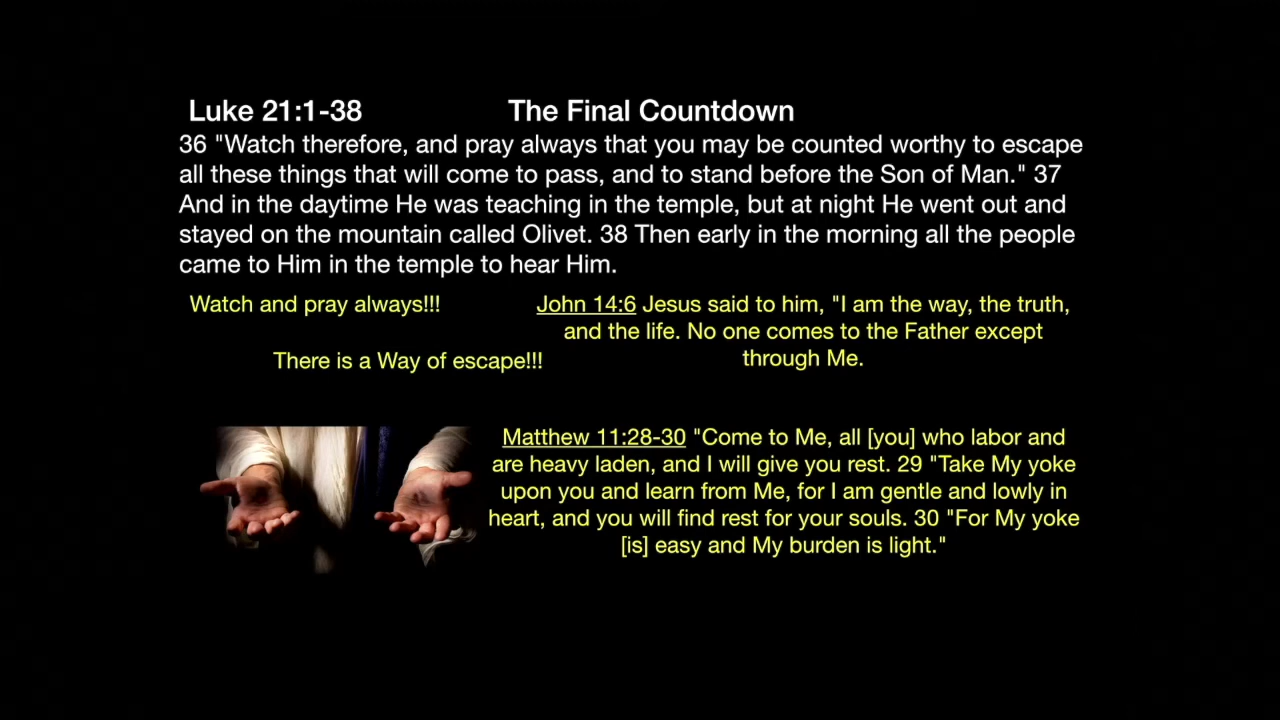 Luke 21:1-38 The Final Countdown
36 "Watch therefore, and pray always that you may be counted worthy to escape
all these things that will come to pass, and to stand before the Son of Man." 37
And in the daytime He was teaching in the temple, but at night He went out and
stayed on the mountain called Olivet. 38 Then early in the morning all the people
came to Him in the temple to hear Him.
Watch and pray always!!!
There is a Way of escape!!!
John 14:6 Jesus said to him, "I am the way, the truth,
and the life. No one comes to the Father except
through Me.
Matthew 11:28-30 "Come to Me, all [you] who labor and
are heavy laden, and I will give you rest. 29 "Take My yoke
upon you and learn from Me, for I am gentle and lowly in
heart, and you will find rest for your souls. 30 "For My yoke
[is] easy and My burden is light."